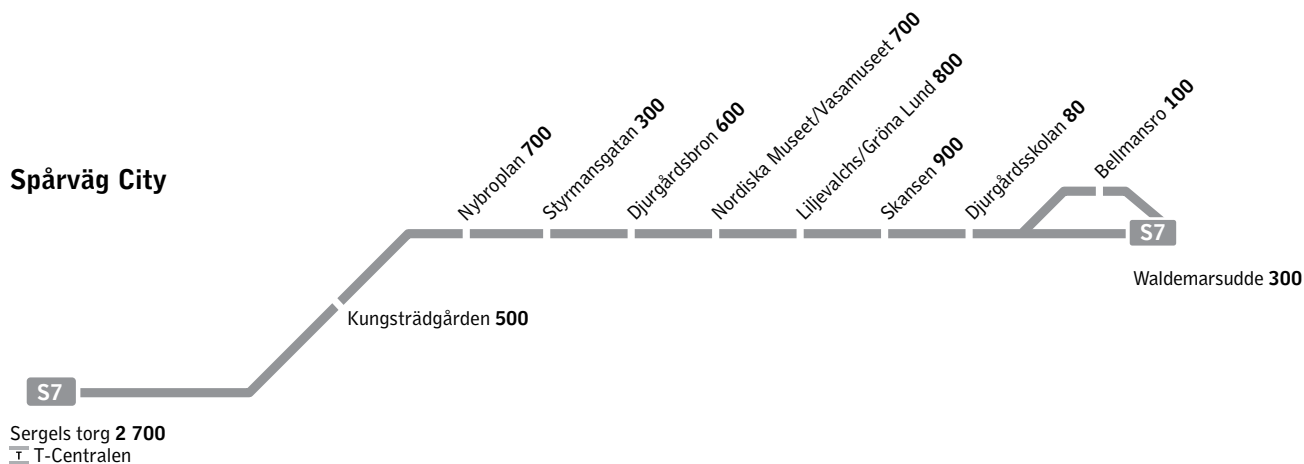 Spårväg City
Nybroplan 700
Styrmansgatan 300
Djurgårdsbron 600
Nordiska Museet/Vasamuseet 700
Liljevalchs/Gröna Lund 800
Skansen 900
Djurgårdsskolan 80
Bellmansro 100
S7
Waldemarsudde 300
Kungsträdgården 500
S7
Sergels torg 2 700
T T-Centralen